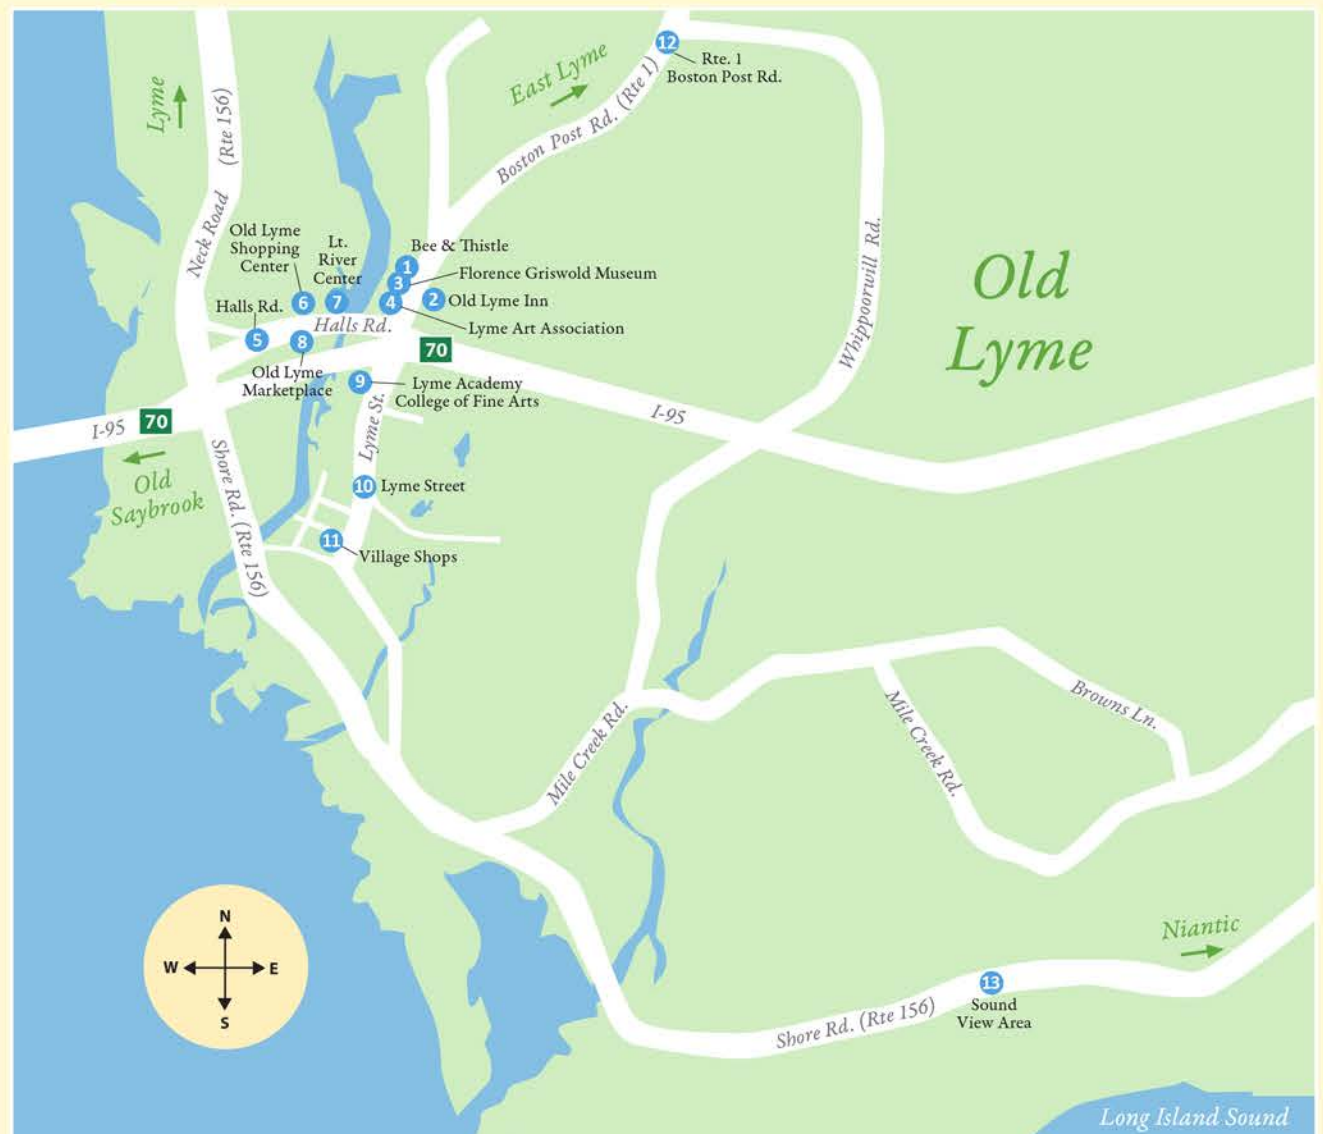 12
Rte. 1
Boston Post Rd.
East Lyme
Lyme
Neck Road (Rte 156)
Boston Post Rd. (Rte 1)
Old Lyme
Shopping
Center
Lt.
River
Center
Bee & Thistle
1
Florence Griswold Museum
3
Old Lyme Inn
2
Lyme Art Association
4
6
7
Halls Rd.
5
Halls Rd.
8
Old Lyme
Marketplace
70
9
Lyme Academy
College of Fine Arts
Whippoorwill Rd.
Old
Lyme
I-95
70
I-95
Old
Saybrook
Lyme St.
10
Lyme Street
11
Village Shops
Shore Rd. (Rte 156)
Mile Creek Rd.
Mile Creek Rd.
Browns Ln.
N
W
E
S
Niantic
13
Sound
View Area
Shore Rd. (Rte 156)
Long Island Sound